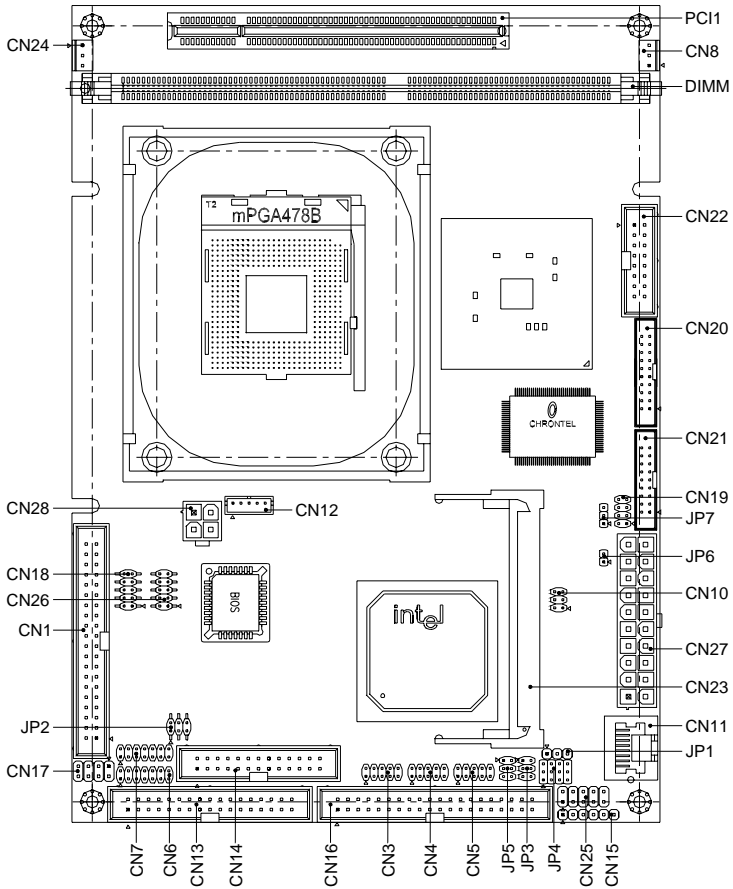 PCI1
CN24
CN8
DIMM
T2
mPGA478B
CN22
CN20
CHRONTEL
CN21
CN19
CN28
CN12
JP7
JP6
CN18
BIOS
CN10
CN26
intel
CN1
CN27
CN23
JP2
CN11
JP1
CN17
CN7
CN6
CN13
CN14
CN16
CN3
CN4
CN5
JP5
JP3
JP4
CN25
CN15